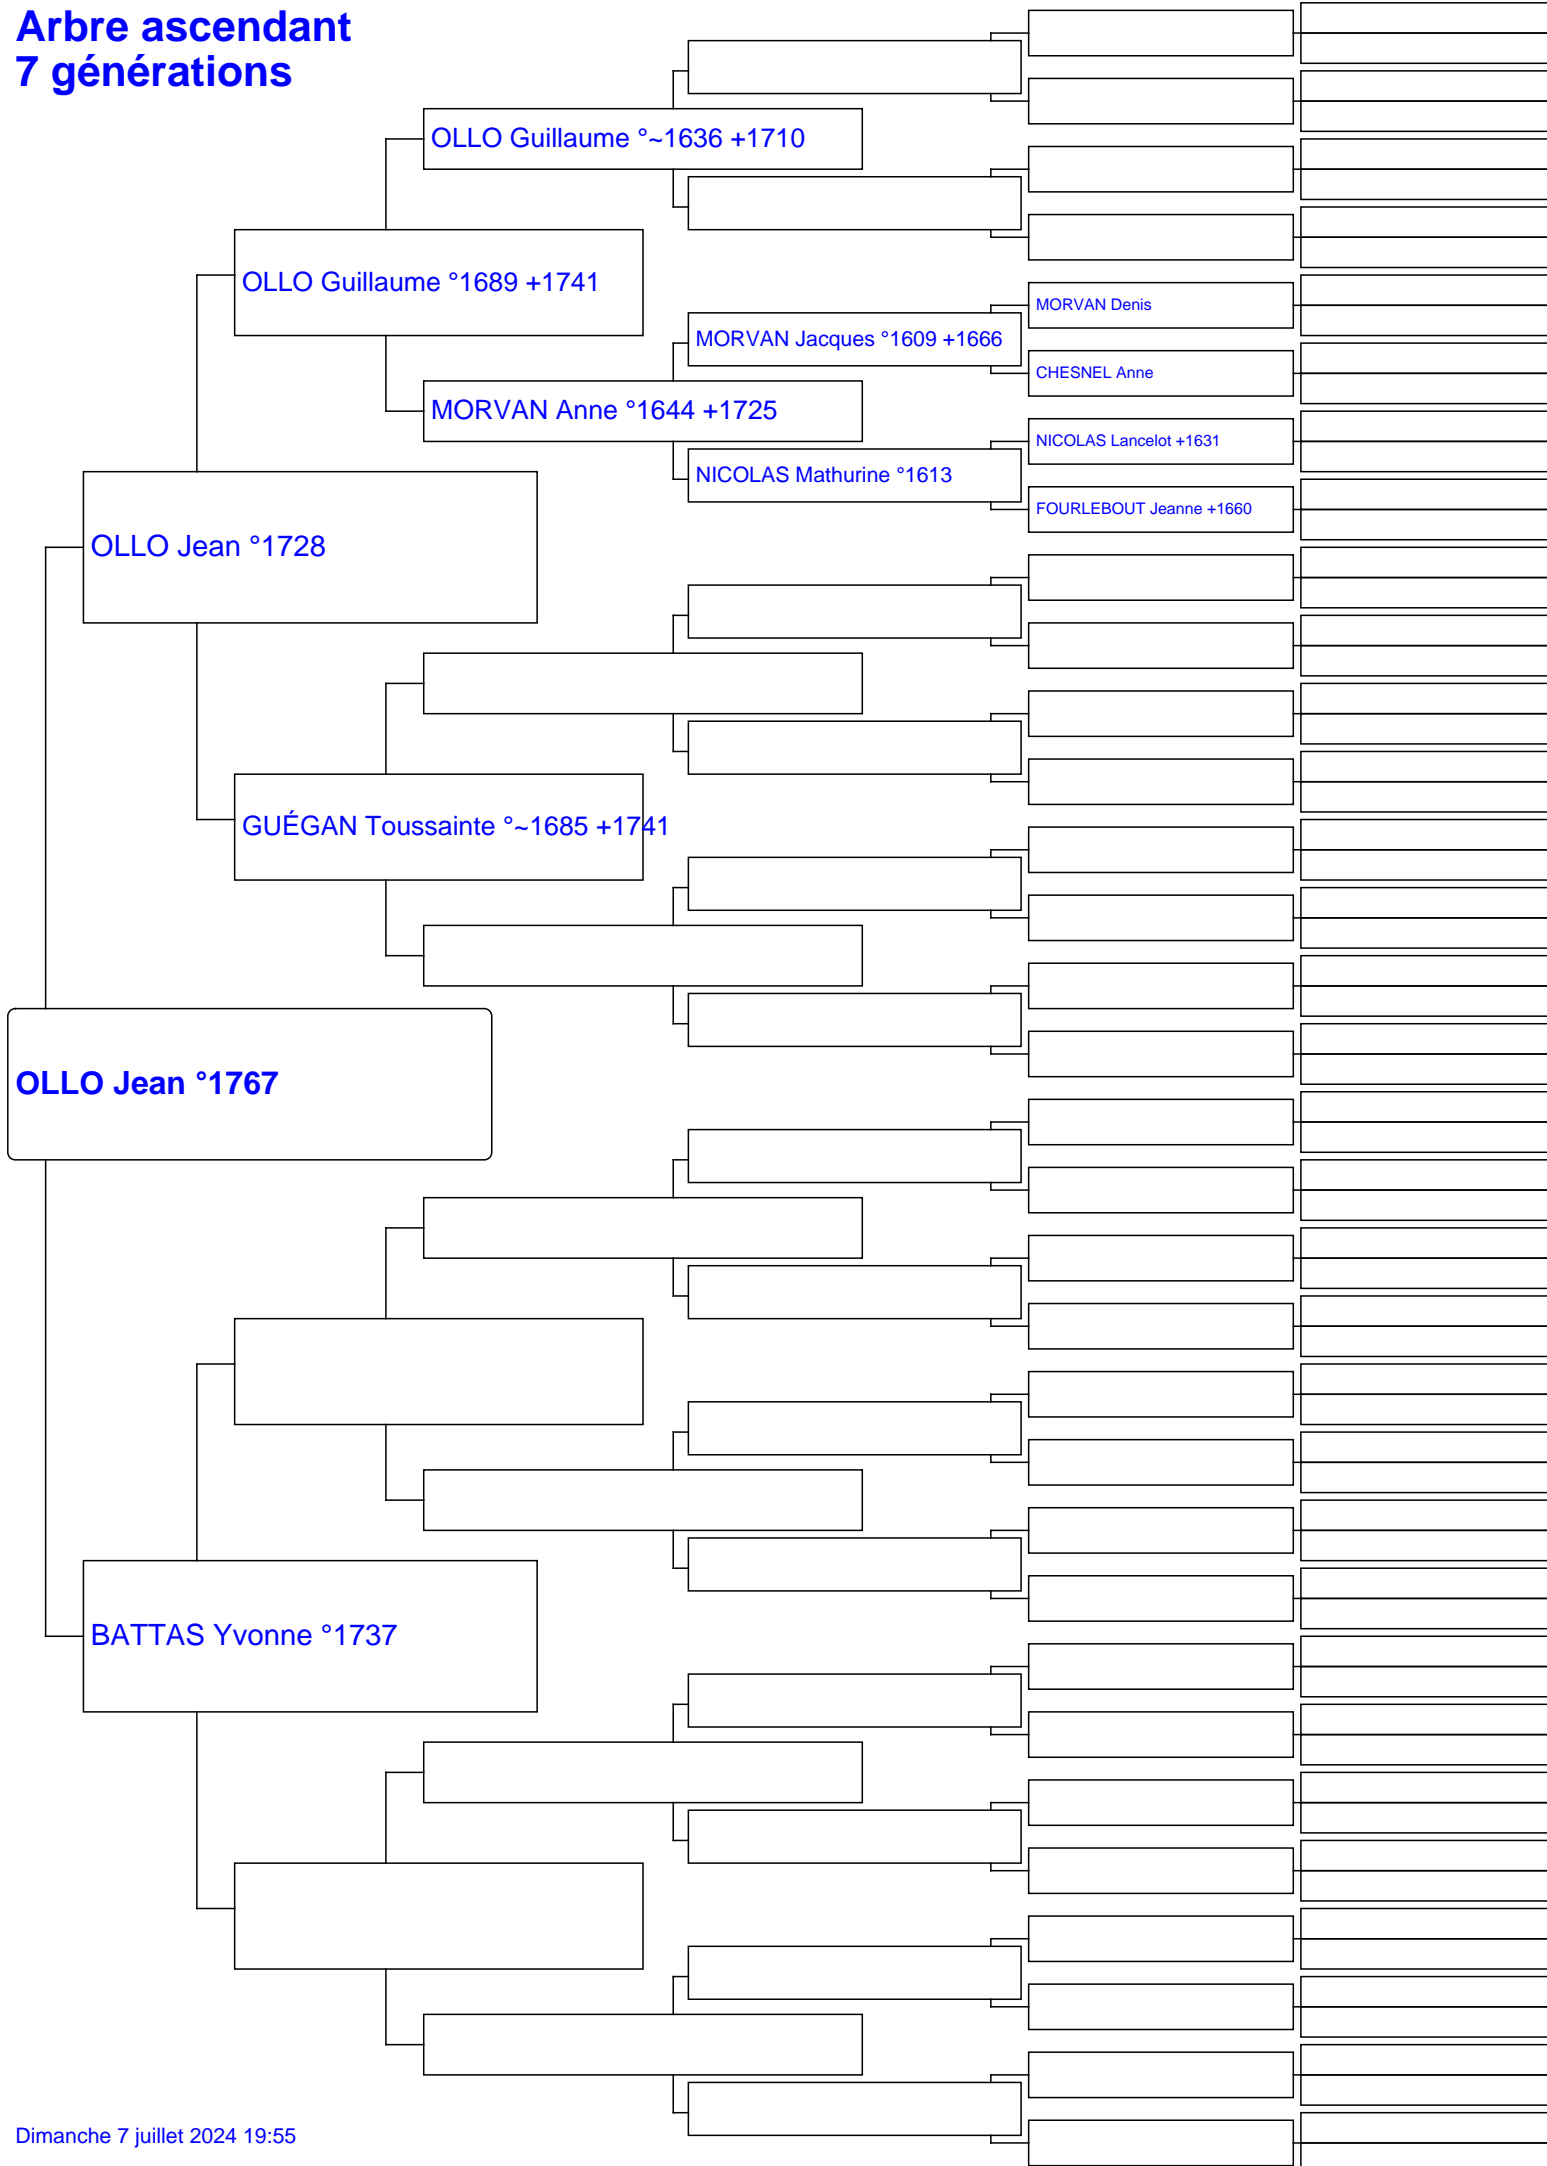 Arbre ascendant
7 générations
OLLO Guillaume °~1636 +1710
OLLO Guillaume °1689 +1741
MORVAN Denis
MORVAN Jacques °1609 +1666
CHESNEL Anne
MORVAN Anne °1644 +1725
NICOLAS Lancelot +1631
NICOLAS Mathurine °1613
FOURLEBOUT Jeanne +1660
OLLO Jean °1728
GUÉGAN Toussainte °~1685 +1741
OLLO Jean °1767
BATTAS Yvonne °1737
Dimanche 7 juillet 2024 19:55